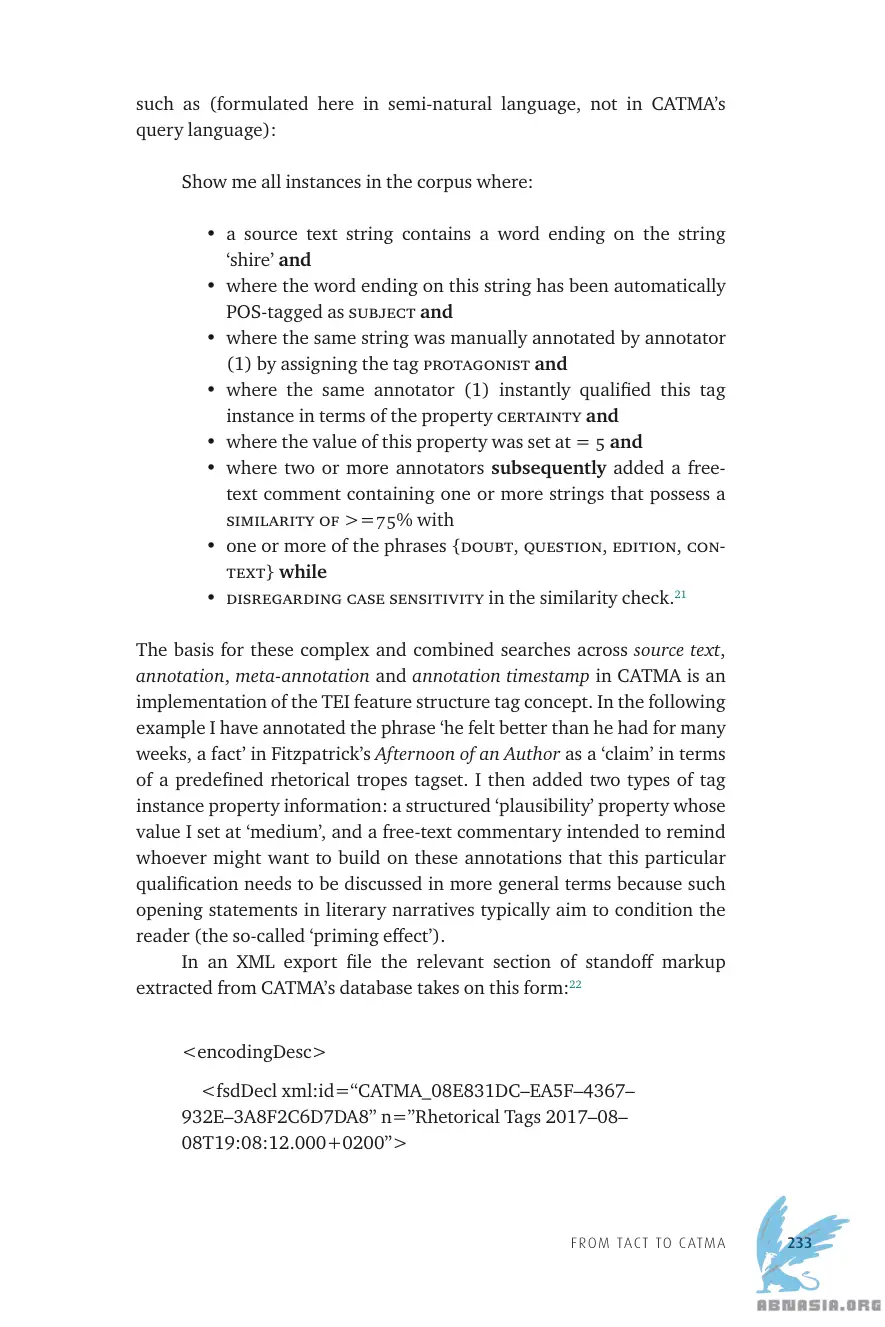 such as (formulated here in semi-natural language, not in CATMA’s
query language):
Show me all instances in the corpus where:
• a source text string contains a word ending on the string
‘shire’ and
• where the word ending on this string has been automatically
POS-tagged as SUBJECT and
• where the same string was manually annotated by annotator
(1) by assigning the tag PROTAGONIST and
• where the same annotator (1) instantly qualified this tag
instance in terms of the property CERTAINTY and
• where the value of this property was set at = 5 and
• where two or more annotators subsequently added a free-
text comment containing one or more strings that possess a
SIMILARITY OF >=75% with
• one or more of the phrases {DOUBT, QUESTION, EDITION, CON-
TEXT} while
• DISREGARDING CASE SENSITIVITY in the similarity check.21
The basis for these complex and combined searches across source text,
annotation, meta-annotation and annotation timestamp in CATMA is an
implementation of the TEI feature structure tag concept. In the following
example I have annotated the phrase ‘he felt better than he had for many
weeks, a fact’ in Fitzpatrick’s Afternoon of an Author as a ‘claim’ in terms
of a predefined rhetorical tropes tagset. I then added two types of tag
instance property information: a structured ‘plausibility’ property whose
value I set at ‘medium’, and a free-text commentary intended to remind
whoever might want to build on these annotations that this particular
qualification needs to be discussed in more general terms because such
opening statements in literary narratives typically aim to condition the
reader (the so-called ‘priming effect’).
In an XML export file the relevant section of standoff markup
extracted from CATMA’s database takes on this form:22
<encodingDesc>
<fsdDecl xml:id=“CATMA_08E831DC–EA5F–4367–
932E–3A8F2C6D7DA8” n=”Rhetorical Tags 2017–08–
08T19:08:12.000+0200”>
FROM TACT TO CATMA 233
ABNASIA.ORG